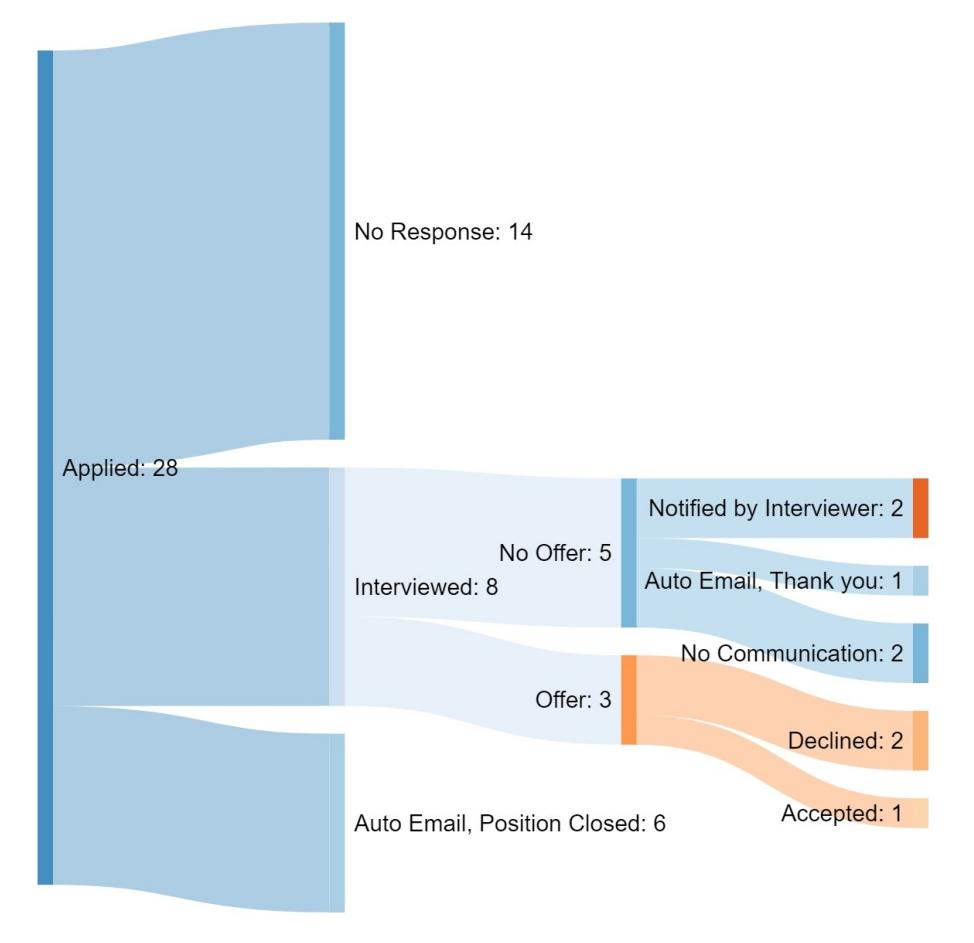 No Response: 14
Applied: 28
Notified by Interviewer: 2
No Offer: 5
Auto Email, Thank you: 1
Interviewed: 8
No Communication: 2
Offer: 3
Declined: 2
Accepted: 1
Auto Email, Position Closed: 6